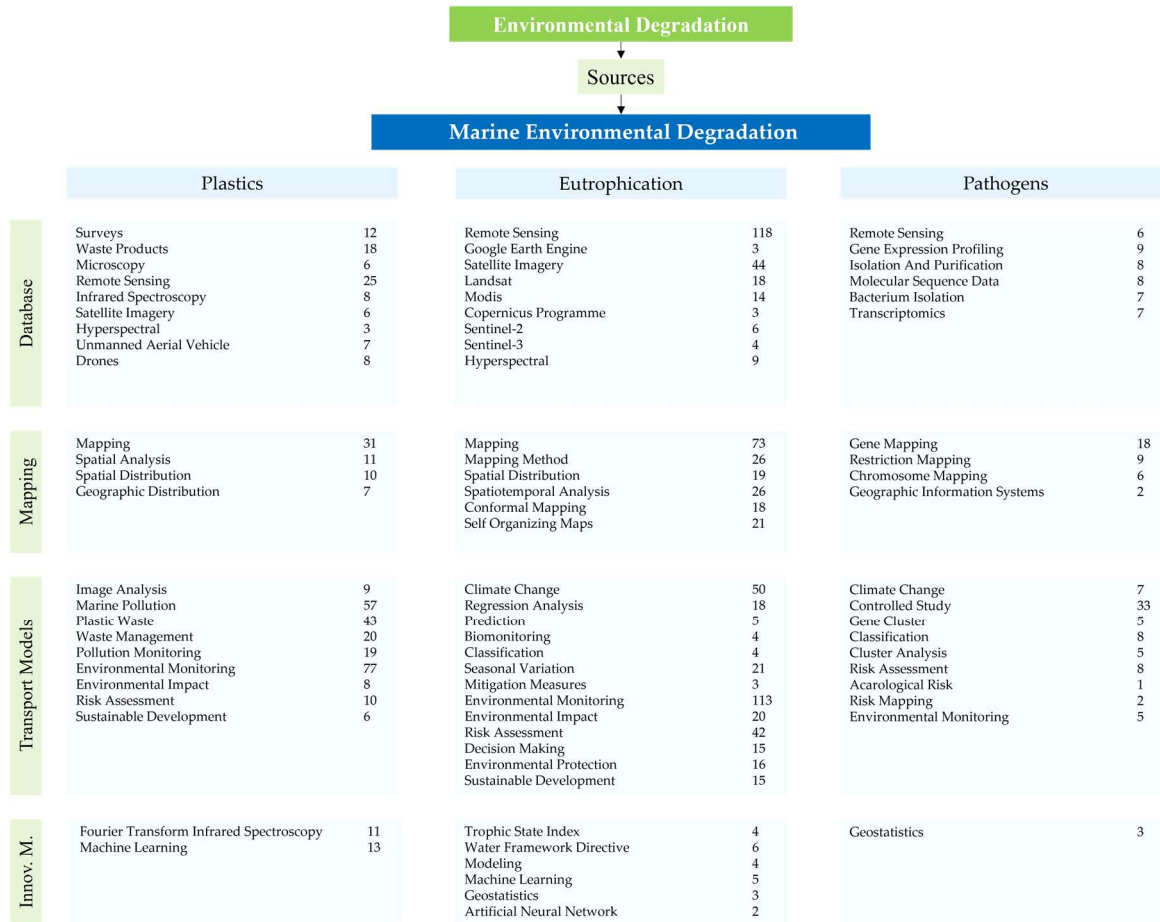 Environmental Degradation
Sources
Marine Environmental Degradation
Plastics
Eutrophication
Pathogens
Database
Surveys 12
Waste Products 18
Microscopy 6
Remote Sensing 25
Infrared Spectroscopy 8
Satellite Imagery 6
Hyperspectral 3
Unmanned Aerial Vehicle 7
Drones 8
Remote Sensing 118
Google Earth Engine 3
Satellite Imagery 44
Landsat 18
Modis 14
Copernicus Programme 3
Sentinel-2 6
Sentinel-3 4
Hyperspectral 9
Remote Sensing 6
Gene Expression Profiling 9
Isolation And Purification 8
Molecular Sequence Data 8
Bacterium Isolation 7
Transcriptomics 7
Mapping
Mapping 31
Spatial Analysis 11
Spatial Distribution 10
Geographic Distribution 7
Mapping 73
Mapping Method 26
Spatial Distribution 19
Spatiotemporal Analysis 26
Conformal Mapping 18
Self Organizing Maps 21
Gene Mapping 18
Restriction Mapping 9
Chromosome Mapping 6
Geographic Information Systems 2
Transport Models
Image Analysis 9
Marine Pollution 57
Plastic Waste 43
Waste Management 20
Pollution Monitoring 19
Environmental Monitoring 77
Environmental Impact 8
Risk Assessment 10
Sustainable Development 6
Climate Change 50
Regression Analysis 18
Prediction 5
Biomonitoring 4
Classification 4
Seasonal Variation 21
Mitigation Measures 3
Environmental Monitoring 113
Environmental Impact 20
Risk Assessment 42
Decision Making 15
Environmental Protection 16
Sustainable Development 15
Climate Change 7
Controlled Study 33
Gene Cluster 5
Classification 8
Cluster Analysis 5
Risk Assessment 8
Acarological Risk 1
Risk Mapping 2
Environmental Monitoring 5
Innov. M.
Fourier Transform Infrared Spectroscopy 11
Machine Learning 13
Trophic State Index 4
Water Framework Directive 6
Modeling 4
Machine Learning 5
Geostatistics 3
Artificial Neural Network 2
Geostatistics 3